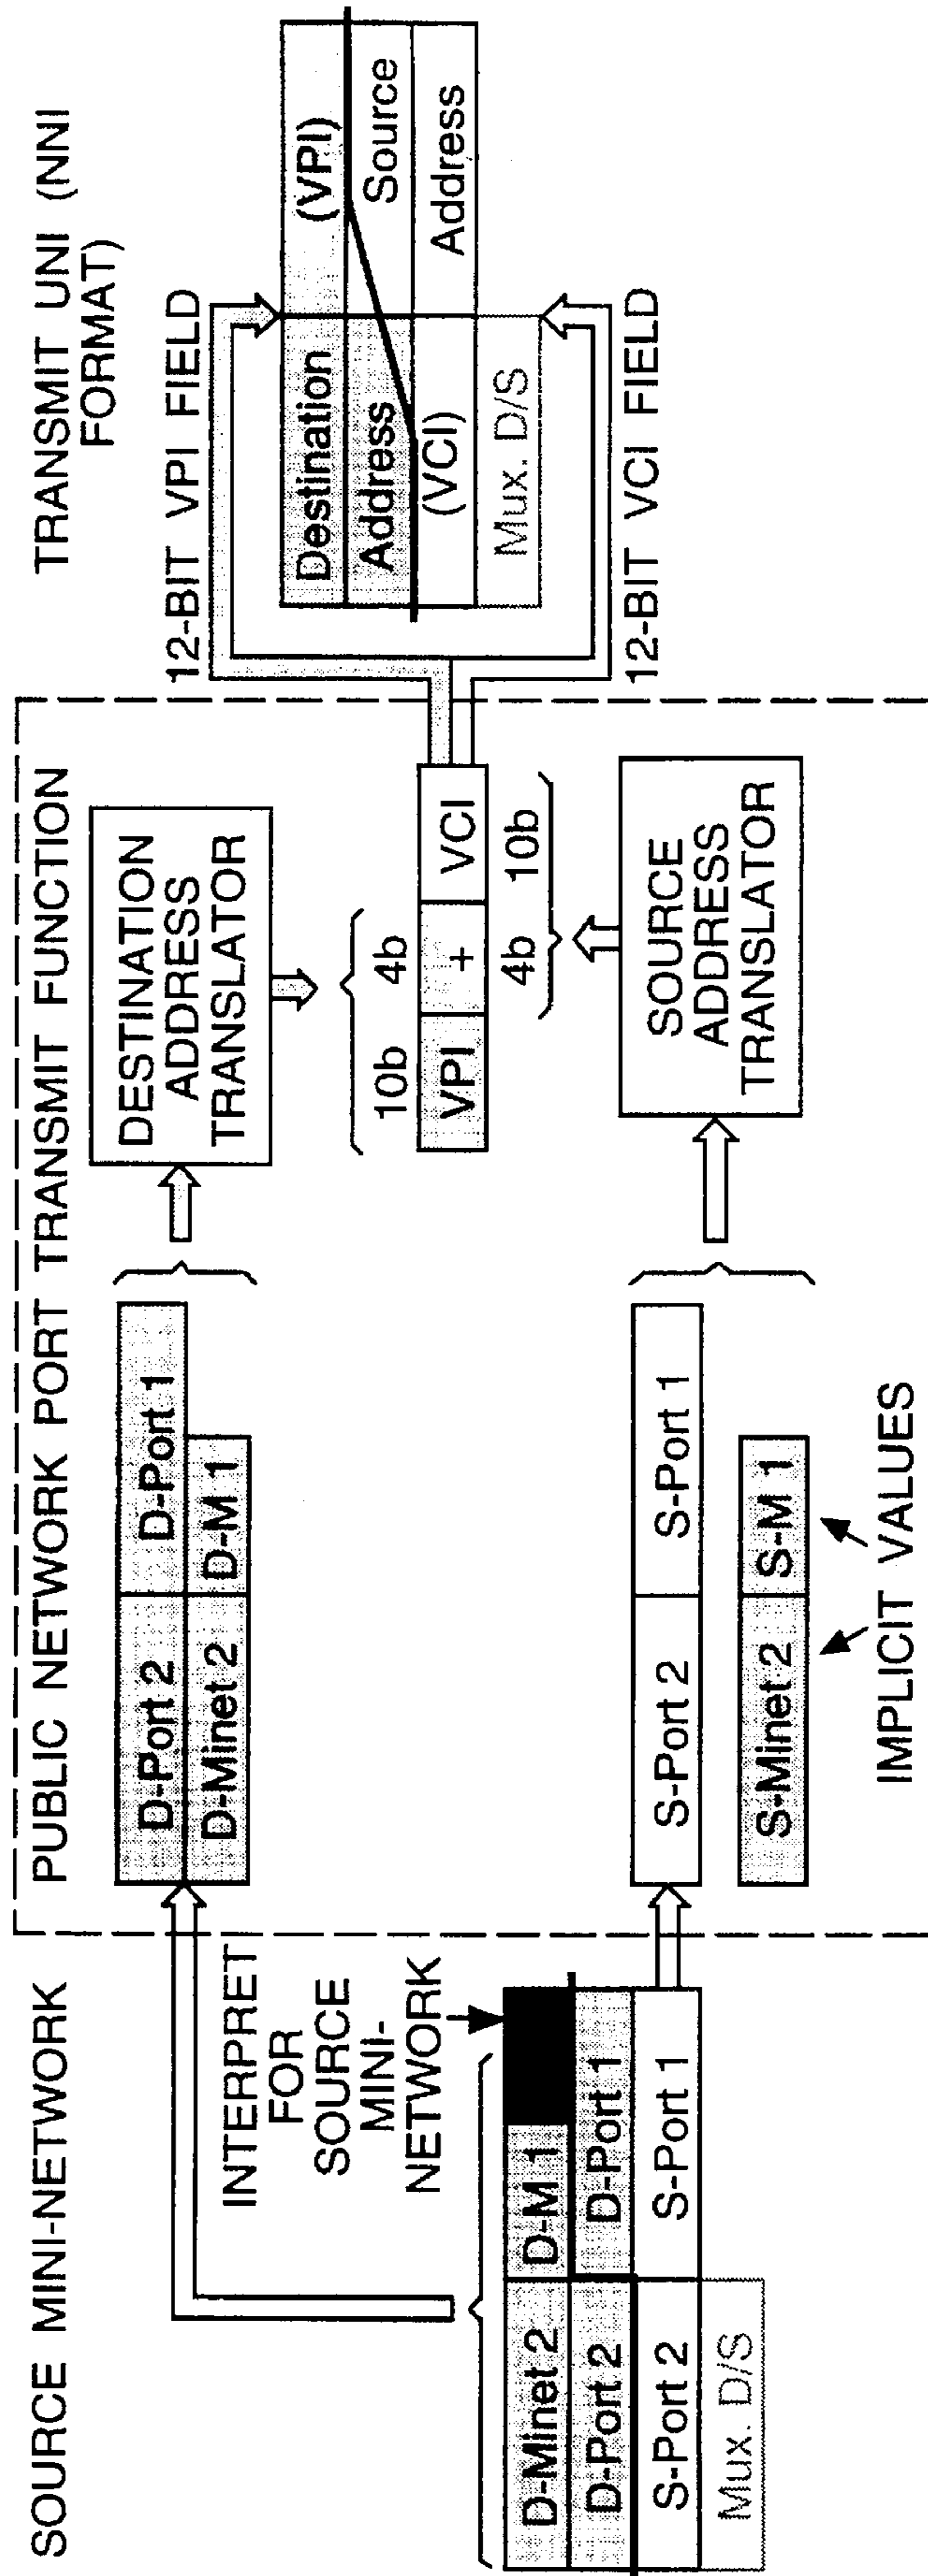 SOURCE MINI-NETWORK
INTERPRET
FOR
SOURCE
MINI-
NETWORK
D-Minet 2
D-M 1
D-Port 2
D-Port 1
S-Port 2
S-Port 1
Mux. D/S
PUBLIC NETWORK PORT TRANSMIT FUNCTION
D-Port 2
D-Port 1
D-Minet 2
D-M 1
S-Port 2
S-Port 1
S-Minet 2
S-M 1
IMPLICIT VALUES
DESTINATION
ADDRESS
TRANSLATOR
10b
4b
VPI
+
VCI
4b
10b
SOURCE
ADDRESS
TRANSLATOR
TRANSMIT UNI (NNI
FORMAT)
12-BIT VPI FIELD
Destination
(VPI)
Address
Source
(VCI)
Address
Mux. D/S
12-BIT VCI FIELD